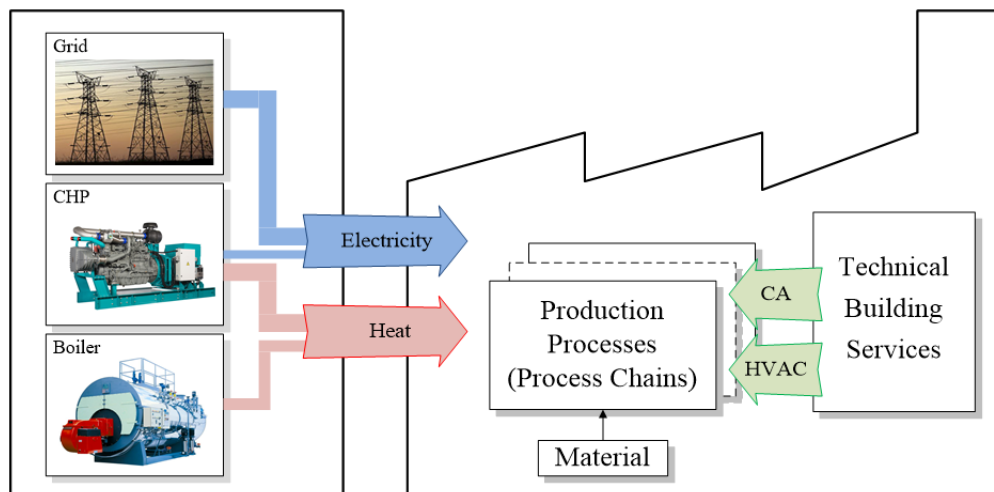 Grid
CHP
Boiler
Electricity
Heat
Production
Processes
(Process Chains)
Material
CA
HVAC
Technical
Building
Services